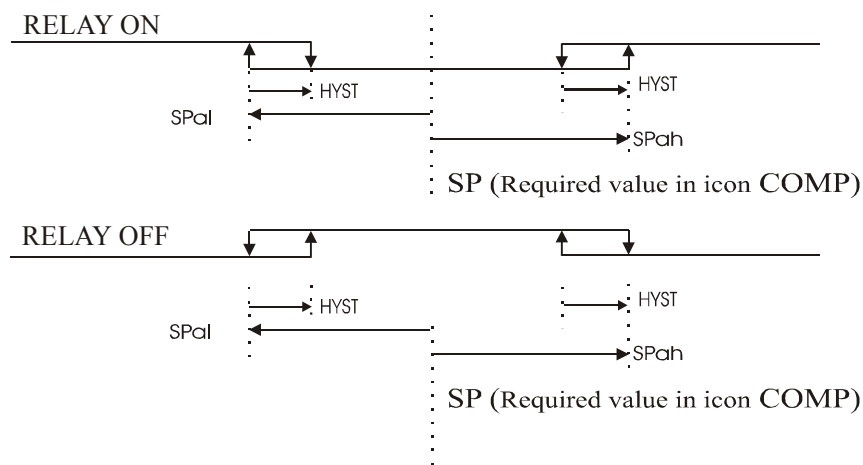 RELAY ON
HYST HYST
SPal
SPah
SP (Required value in icon COMP)
RELAY OFF
HYST HYST
SPal
SPah
SP (Required value in icon COMP)